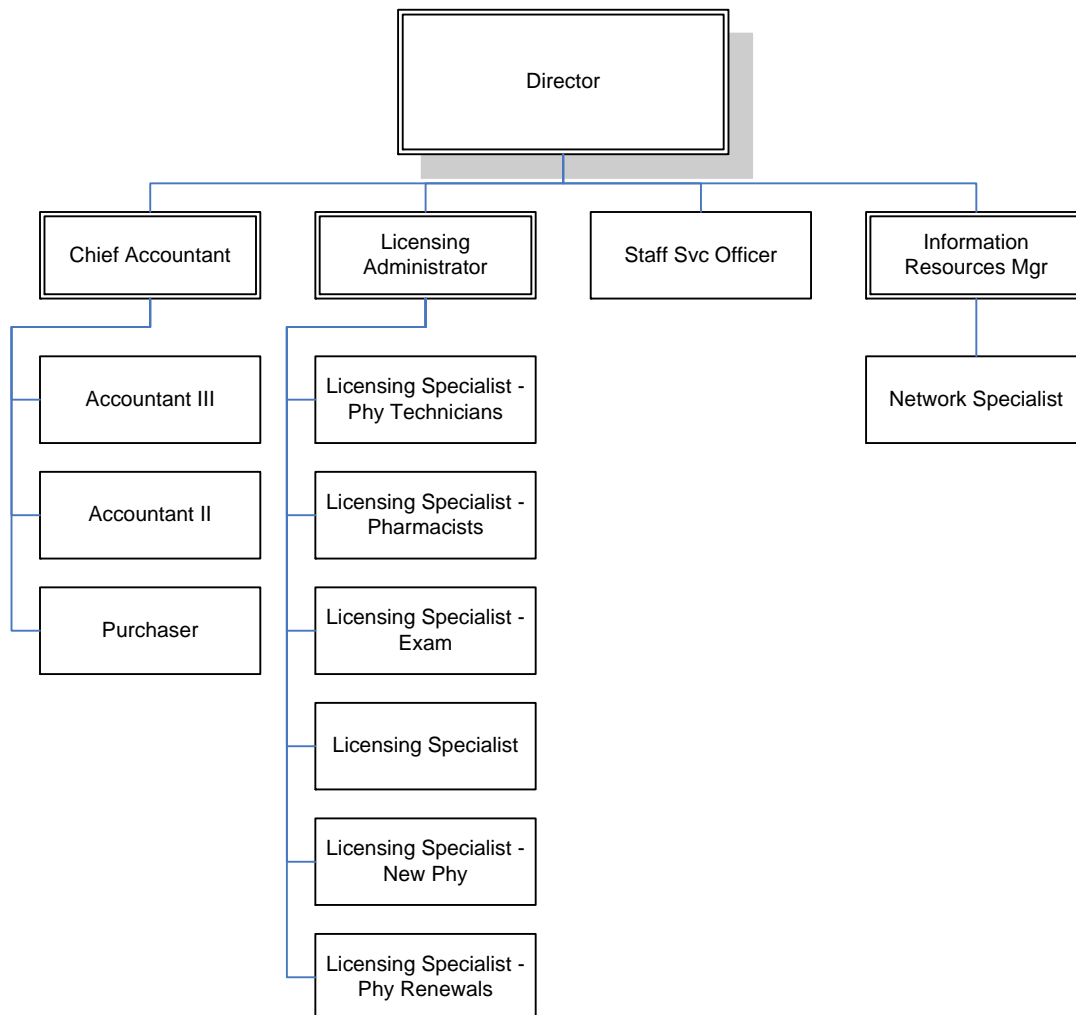 Director
Chief Accountant
Licensing
Administrator
Staff Svc Officer
Information
Resources Mgr
Accountant III
Licensing Specialist -
Phy Technicians
Network Specialist
Accountant II
Licensing Specialist -
Pharmacists
Purchaser
Licensing Specialist -
Exam
Licensing Specialist
Licensing Specialist -
New Phy
Licensing Specialist -
Phy Renewals